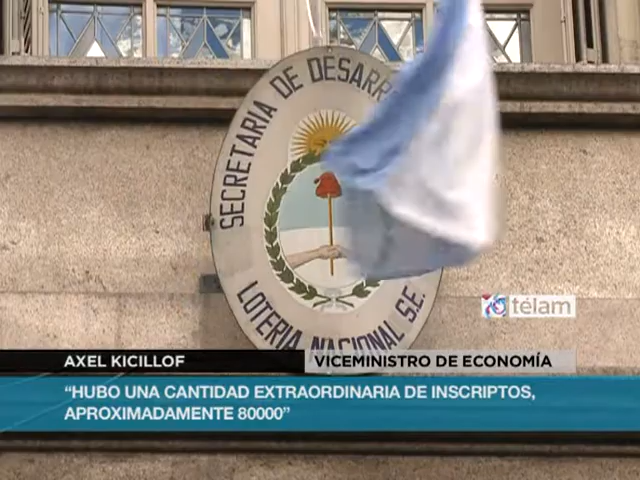 SECRETARIA DE DESARR
LOTERIA NACIONAL S.E.
télam
AXEL KICILLOF
VICEMINISTRO DE ECONOMÍA
“HUBO UNA CANTIDAD EXTRAORDINARIA DE INSCRIPTOS,
APROXIMADAMENTE 80000”